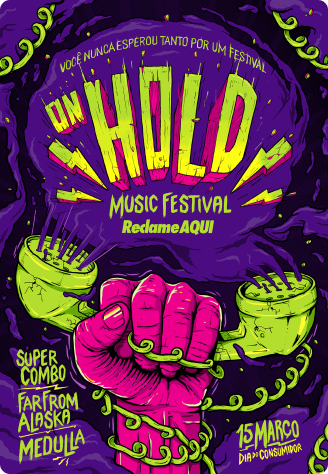 VOCÊ NUNCA ESPEROU TANTO POR UM FESTIVAL
ON
HOLD
MUSIC FESTIVAL
ReclameAQUI
SUPER
COMBO
FAR FROM
ALASKA
MEDULLA
15 MARÇO
DIA DO CONSUMIDOR